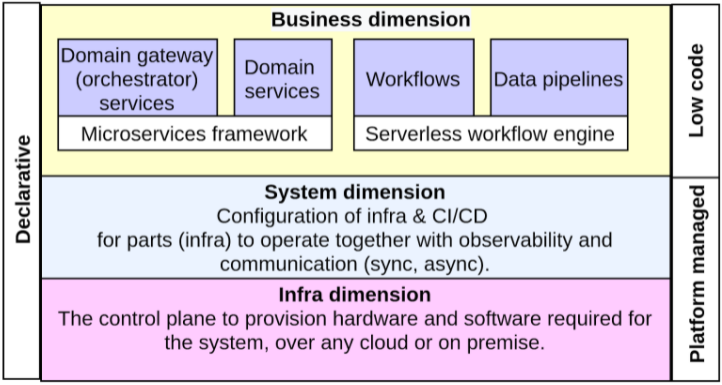 Declarative
Business dimension
Domain gateway
(orchestrator)
services
Domain
services
Workflows
Data pipelines
Microservices framework
Serverless workflow engine
Low code
System dimension
Configuration of infra & CI/CD
for parts (infra) to operate together with observability and
communication (sync, async).
Infra dimension
The control plane to provision hardware and software required for
the system, over any cloud or on premise.
Platform managed